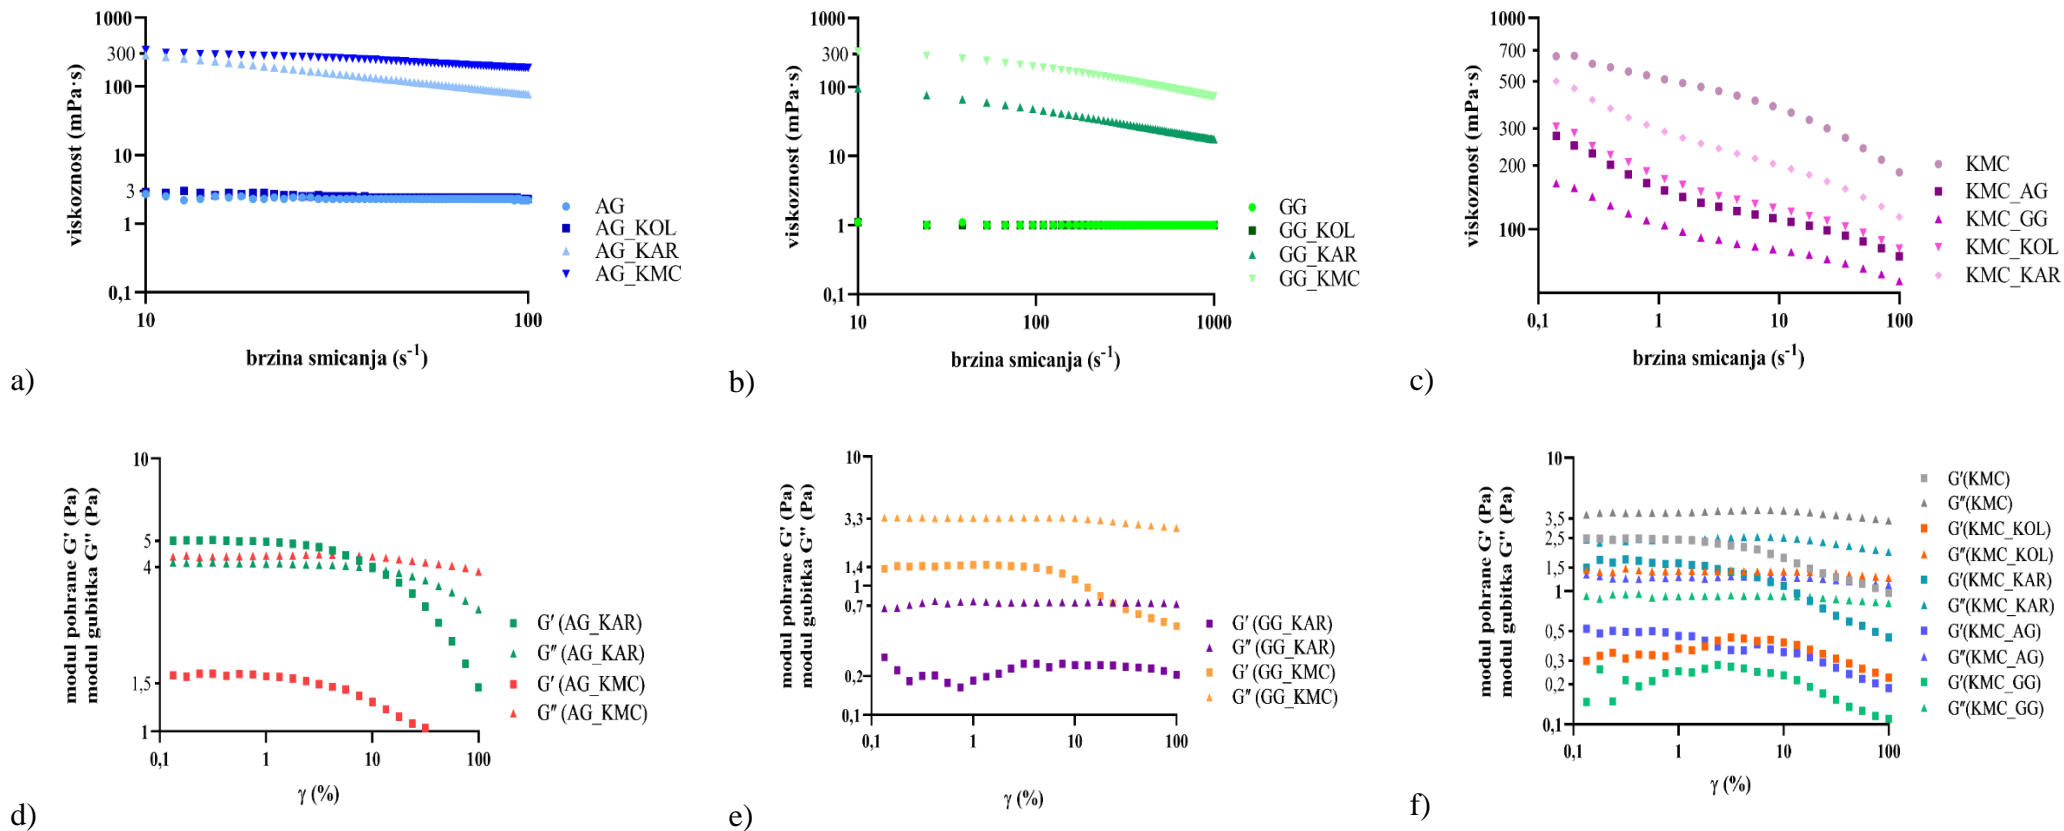 1000
300
100
10
3
1
0,1
10
100
viskoznost (mPa·s)
brzina smicanja (s-1)
AG
AG_KOL
AG_KAR
AG_KMC
a)
1000
300
100
10
1
0,1
10
100
1000
viskoznost (mPa·s)
brzina smicanja (s-1)
GG
GG_KOL
GG_KAR
GG_KMC
b)
1000
700
500
300
200
100
0,1
1
10
100
viskoznost (mPa·s)
brzina smicanja (s-1)
KMC
KMC_AG
KMC_GG
KMC_KOL
KMC_KAR
c)
10
5
4
1,5
1
0,1
1
10
100
modul pohrane G' (Pa)
modul gubitka G" (Pa)
γ (%)
G' (AG_KAR)
G" (AG_KAR)
G' (AG_KMC)
G" (AG_KMC)
d)
10
3,3
1,4
1
0,7
0,2
0,1
0,1
1
10
100
modul pohrane G' (Pa)
modul gubitka G" (Pa)
γ (%)
G' (GG_KAR)
G" (GG_KAR)
G' (GG_KMC)
G" (GG_KMC)
e)
10
3,5
2,5
1,5
1
0,5
0,3
0,2
0,1
0,1
1
10
100
modul pohrane G' (Pa)
modul gubitka G" (Pa)
γ (%)
G'(KMC)
G"(KMC)
G'(KMC_KOL)
G"(KMC_KOL)
G'(KMC_KAR)
G"(KMC_KAR)
G'(KMC_AG)
G"(KMC_AG)
G'(KMC_GG)
G"(KMC_GG)
f)